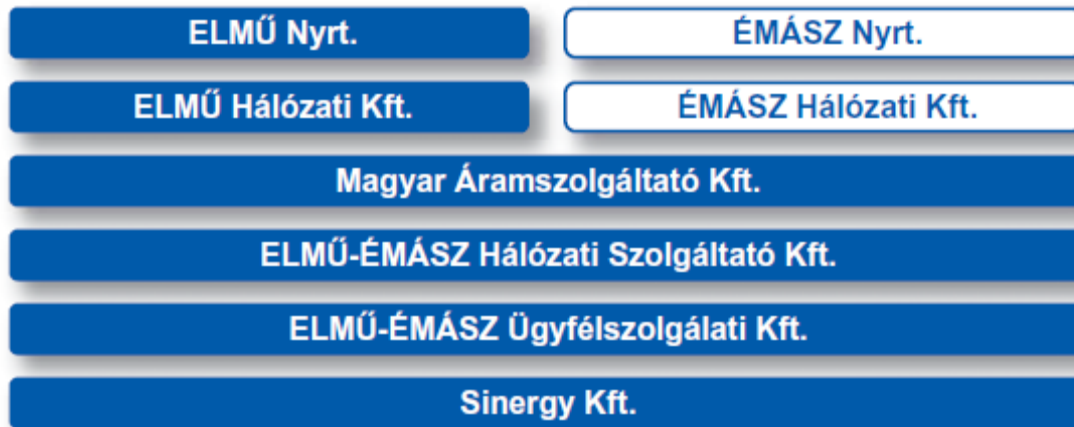 ELMŰ Nyrt.
ÉMÁSZ Nyrt.
ELMŰ Hálózati Kft.
ÉMÁSZ Hálózati Kft.
Magyar Áramszolgáltató Kft.
ELMŰ-ÉMÁSZ Hálózati Szolgáltató Kft.
ELMŰ-ÉMÁSZ Ügyfélszolgálati Kft.
Sinergy Kft.